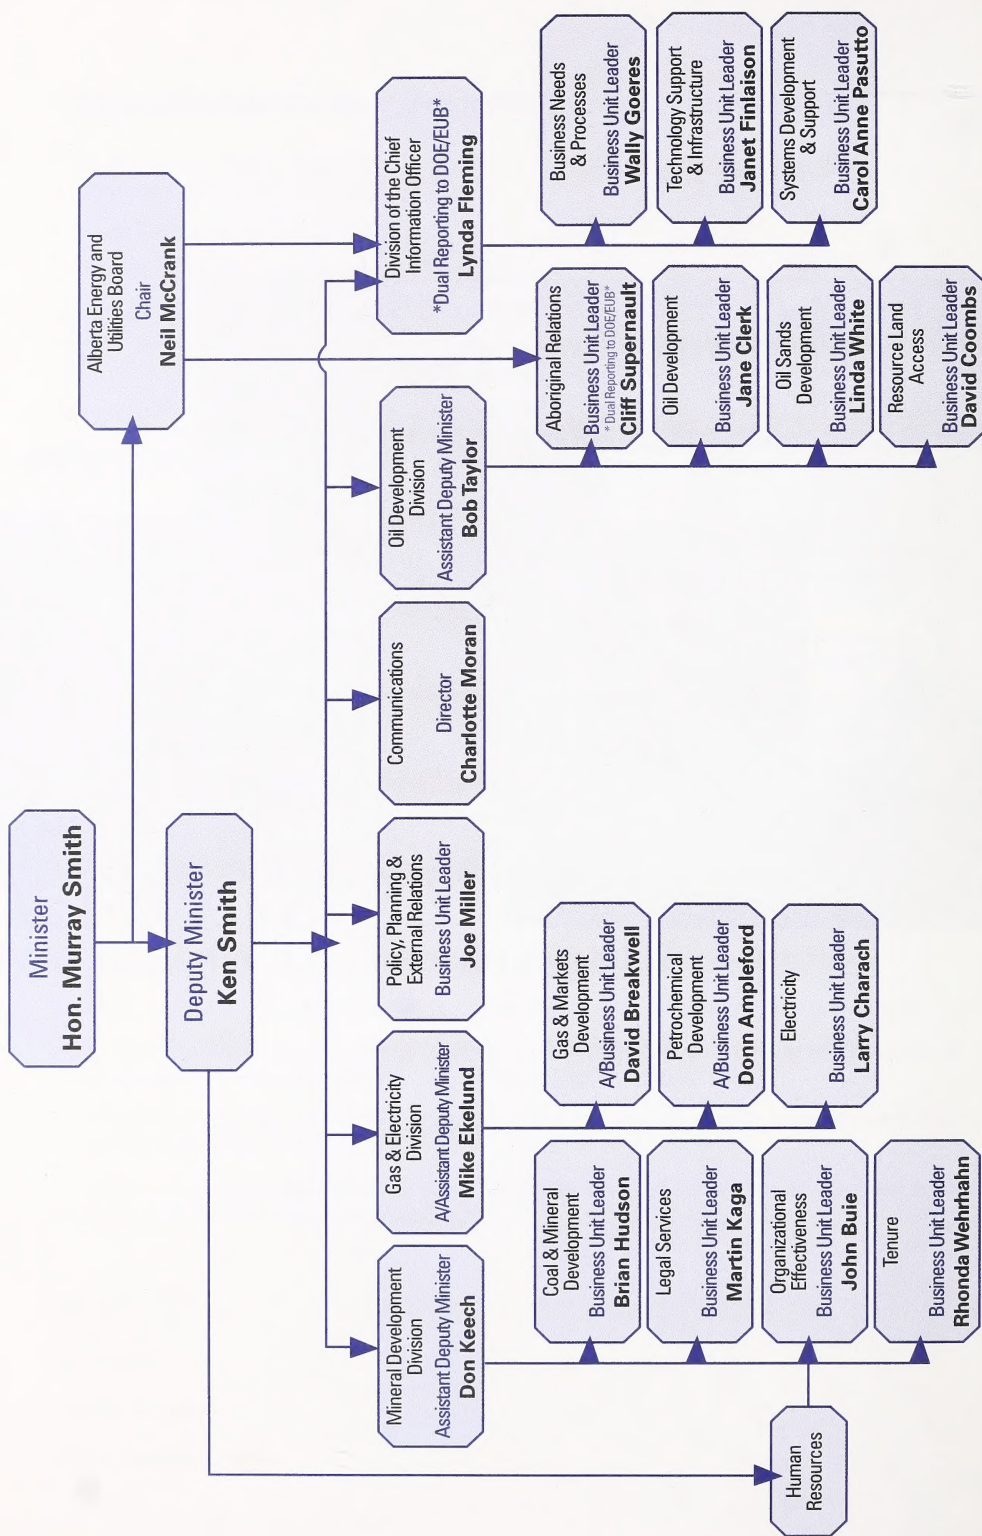 Minister
Hon. Murray Smith
Alberta Energy and
Utilities Board
Chair
Neil McCrank
Deputy Minister
Ken Smith
Mineral Development
Division
Assistant Deputy Minister
Don Keech
Gas & Electricity
Division
A/Assistant Deputy Minister
Mike Ekelund
Policy, Planning &
External Relations
Business Unit Leader
Joe Miller
Communications
Director
Charlotte Moran
Oil Development
Division
Assistant Deputy Minister
Bob Taylor
Division of the Chief
Information Officer
*Dual Reporting to DOE/EUB*
Lynda Fleming
Coal & Mineral
Development
Business Unit Leader
Brian Hudson
Legal Services
Business Unit Leader
Martin Kaga
Organizational
Effectiveness
Business Unit Leader
John Buie
Tenure
Business Unit Leader
Rhonda Wehrhahn
Human
Resources
Gas & Markets
Development
A/Business Unit Leader
David Breakwell
Petrochemical
Development
A/Business Unit Leader
Donn Ampleford
Electricity
Business Unit Leader
Larry Charach
Aboriginal Relations
Business Unit Leader
* Dual Reporting to DOE/EUB*
Cliff Supernault
Oil Development
Business Unit Leader
Jane Clerk
Oil Sands
Development
Business Unit Leader
Linda White
Resource Land
Access
Business Unit Leader
David Coombs
Business Needs
& Processes
Business Unit Leader
Wally Goeres
Technology Support
& Infrastructure
Business Unit Leader
Janet Finlaison
Systems Development
& Support
Business Unit Leader
Carol Anne Pasutto